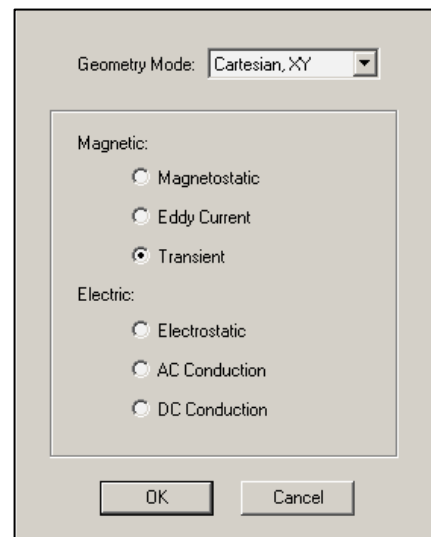 Geometry Mode: Cartesian, XY
Magnetic:
Magnetostatic
Eddy Current
Transient
Electric:
Electrostatic
AC Conduction
DC Conduction
OK Cancel